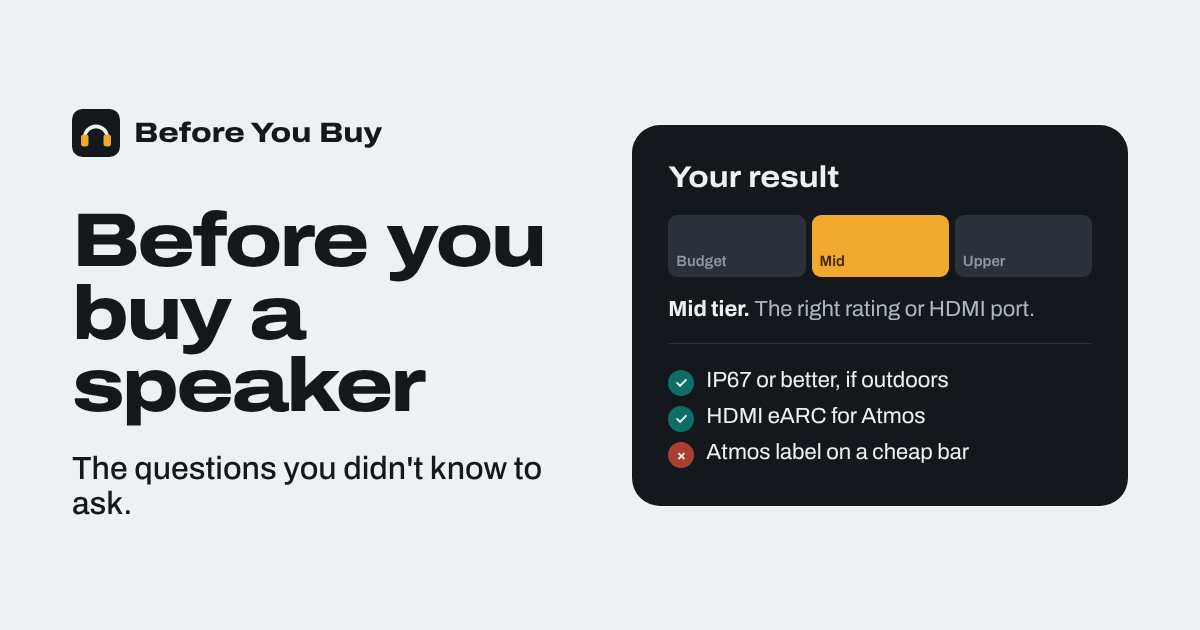 Before You Buy
Before you
buy a
speaker
The questions you didn't know to
ask.
Your result
Budget
Mid
Upper
Mid tier. The right rating or HDMI port.
IP67 or better, if outdoors
HDMI eARC for Atmos
Atmos label on a cheap bar